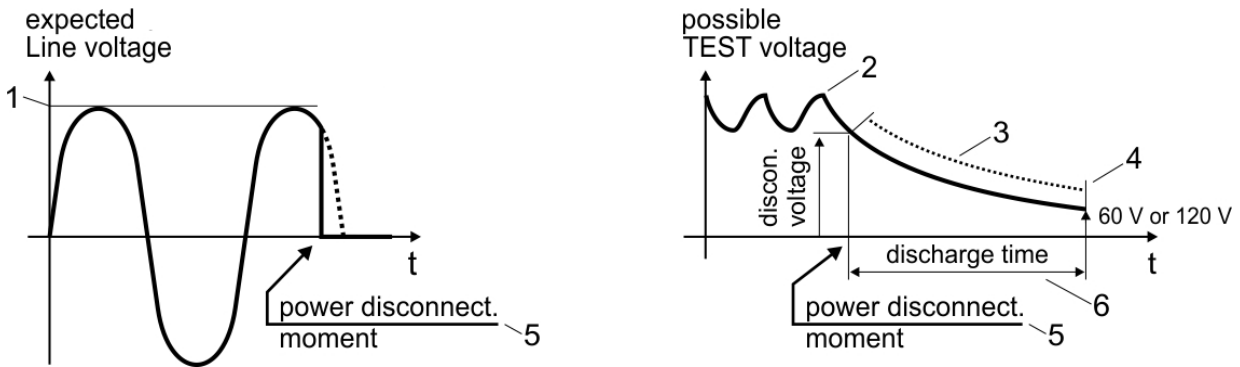 expected
Line voltage
1
t
power disconnect.
moment
5
possible
TEST voltage
2
3
4
discon.
voltage
60 V or 120 V
discharge time
t
6
power disconnect.
moment
5